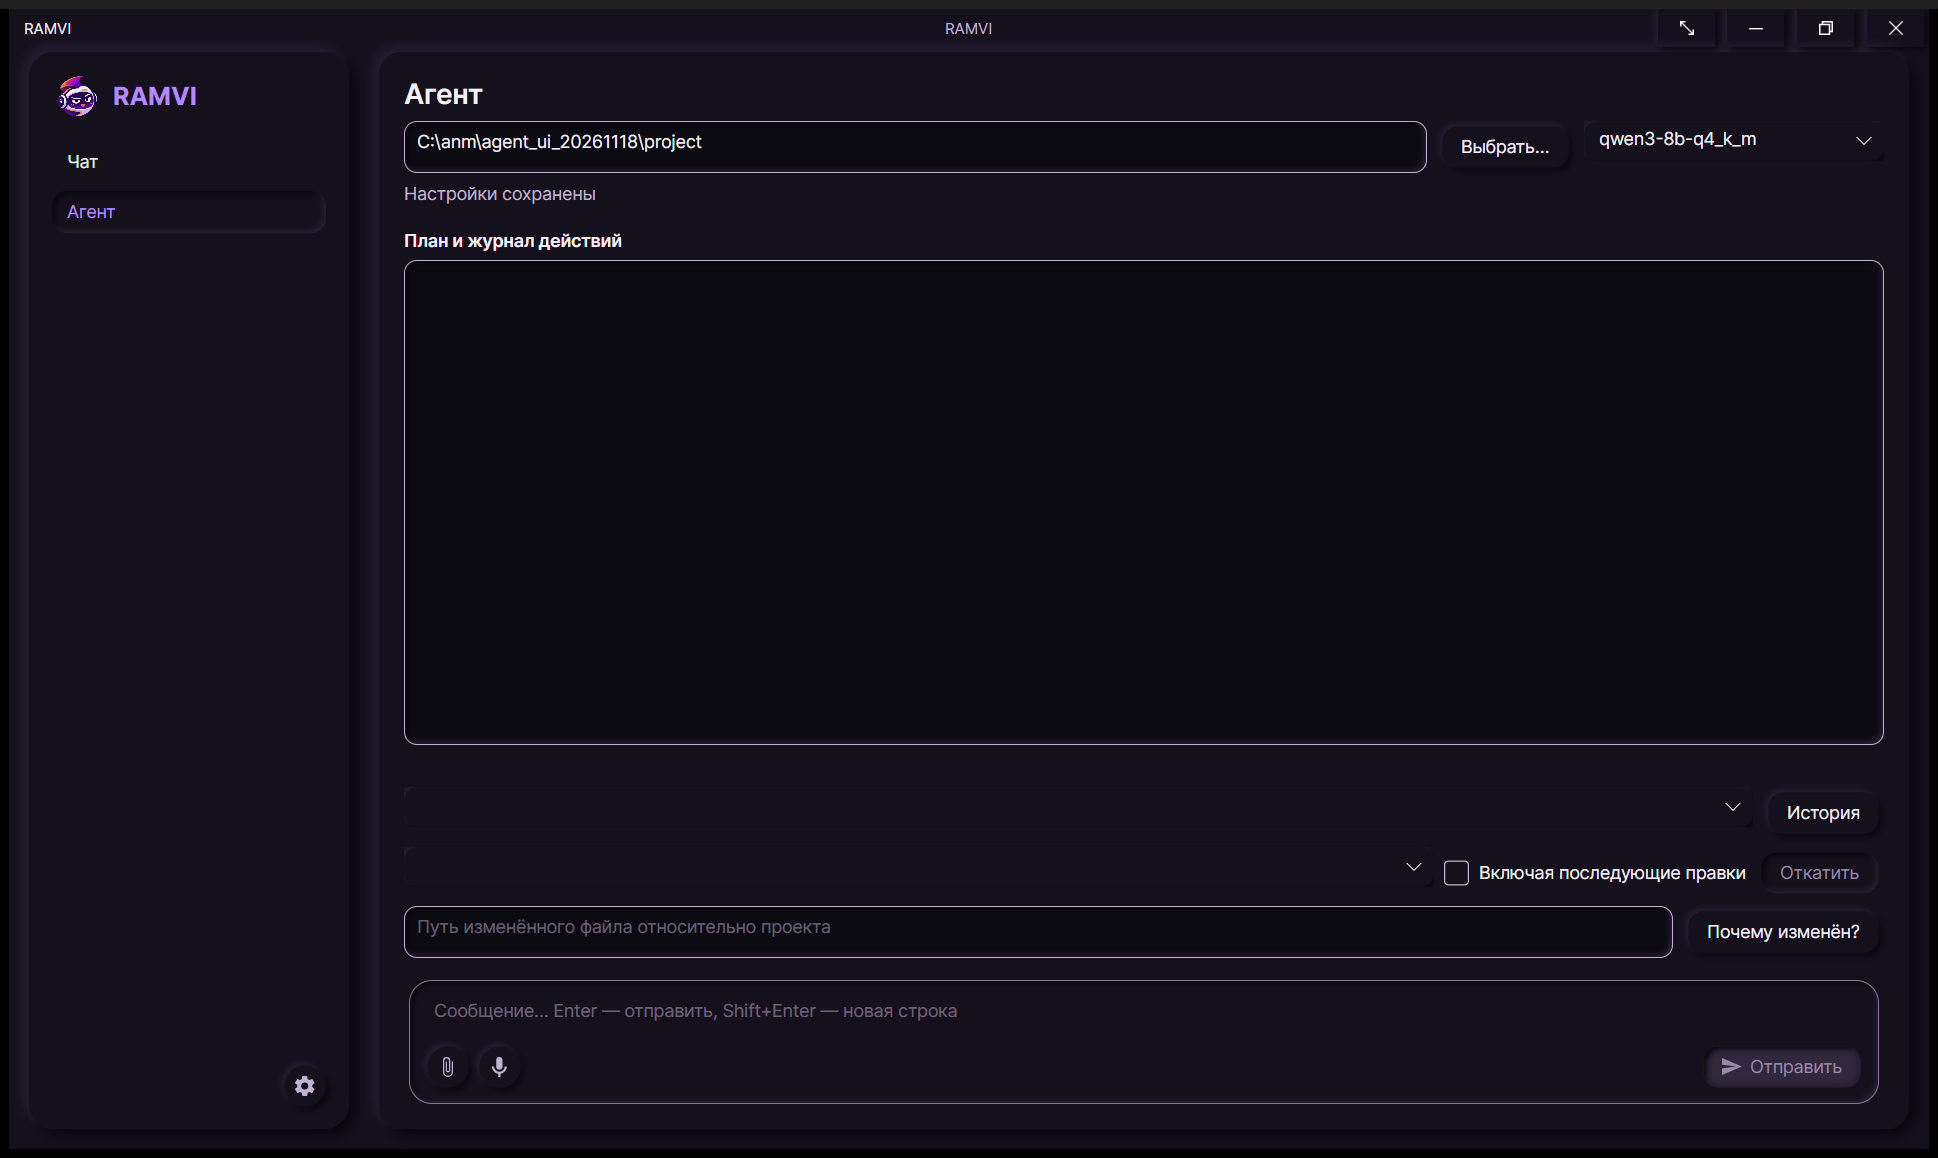 RAMVI
RAMVI
RAMVI
Чат
Агент
Агент
C:\anm\agent_ui_20261118\project
Выбрать...
qwen3-8b-q4_k_m
Настройки сохранены
План и журнал действий
История
Включая последующие правки
Откатить
Путь изменённого файла относительно проекта
Почему изменён?
Сообщение... Enter — отправить, Shift+Enter — новая строка
Отправить